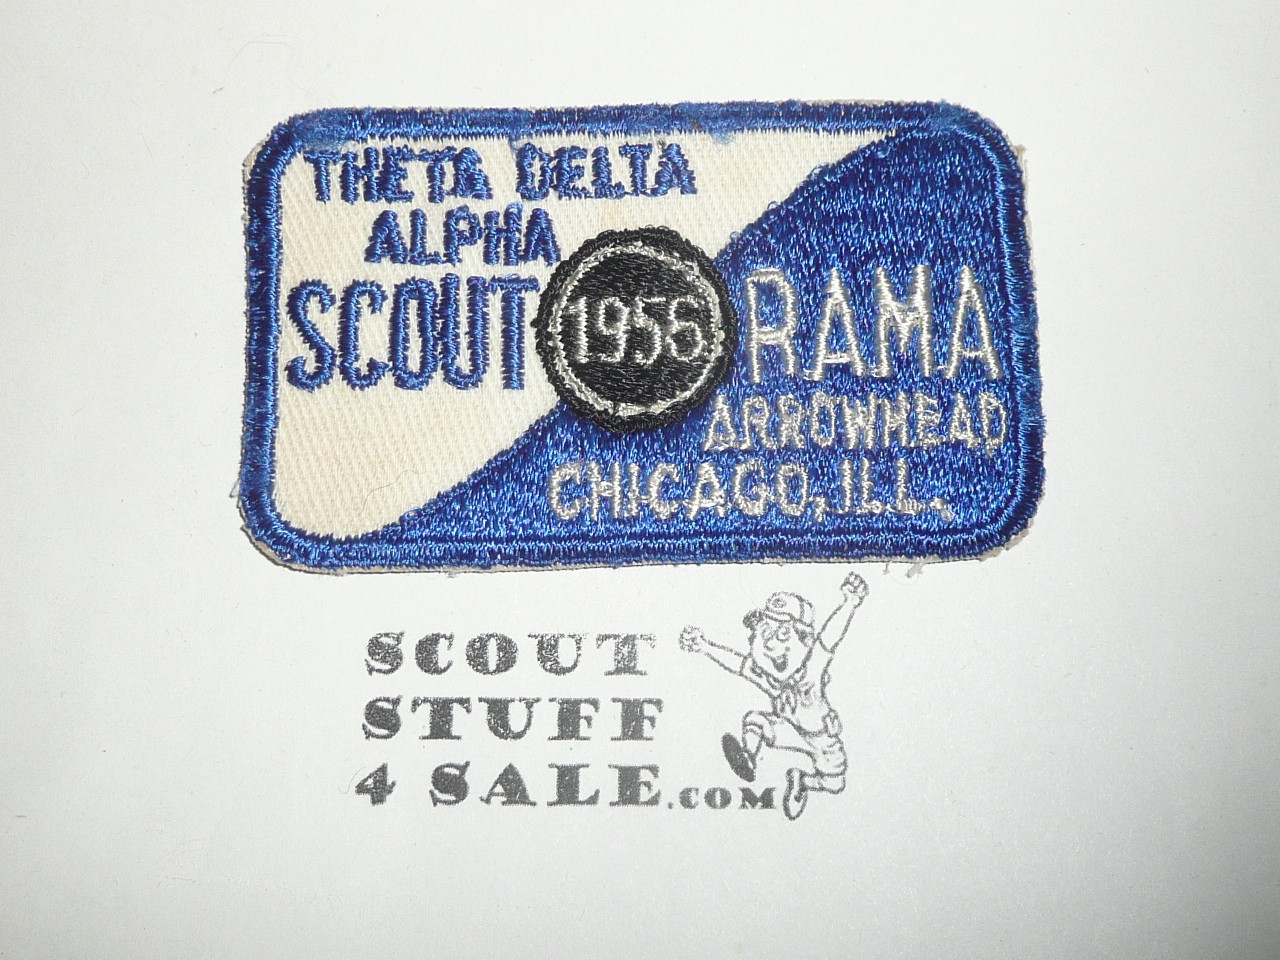 THETA DELTA
ALPHA
SCOUT 1956 RAMA
ARROWHEAD
CHICAGO, ILL.
SCOUT
STUFF
4 SALE.COM